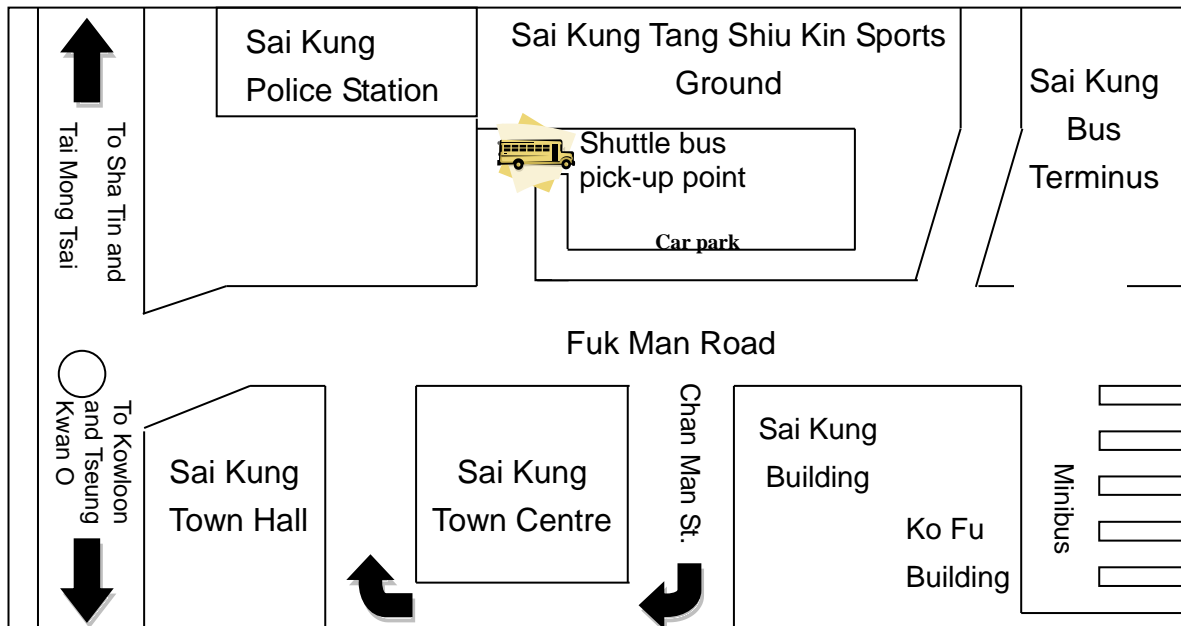 Sai Kung
Police Station
Sai Kung Tang Shiu Kin Sports
Ground
Sai Kung
Bus
Terminus
To Sha Tin and
Tai Mong Tsai
Shuttle bus
pick-up point
Car park
Fuk Man Road
To Kowloon
and Tseung
Kwan O
Sai Kung
Town Hall
Sai Kung
Town Centre
Chan Man St.
Sai Kung
Building
Ko Fu
Building
Minibus